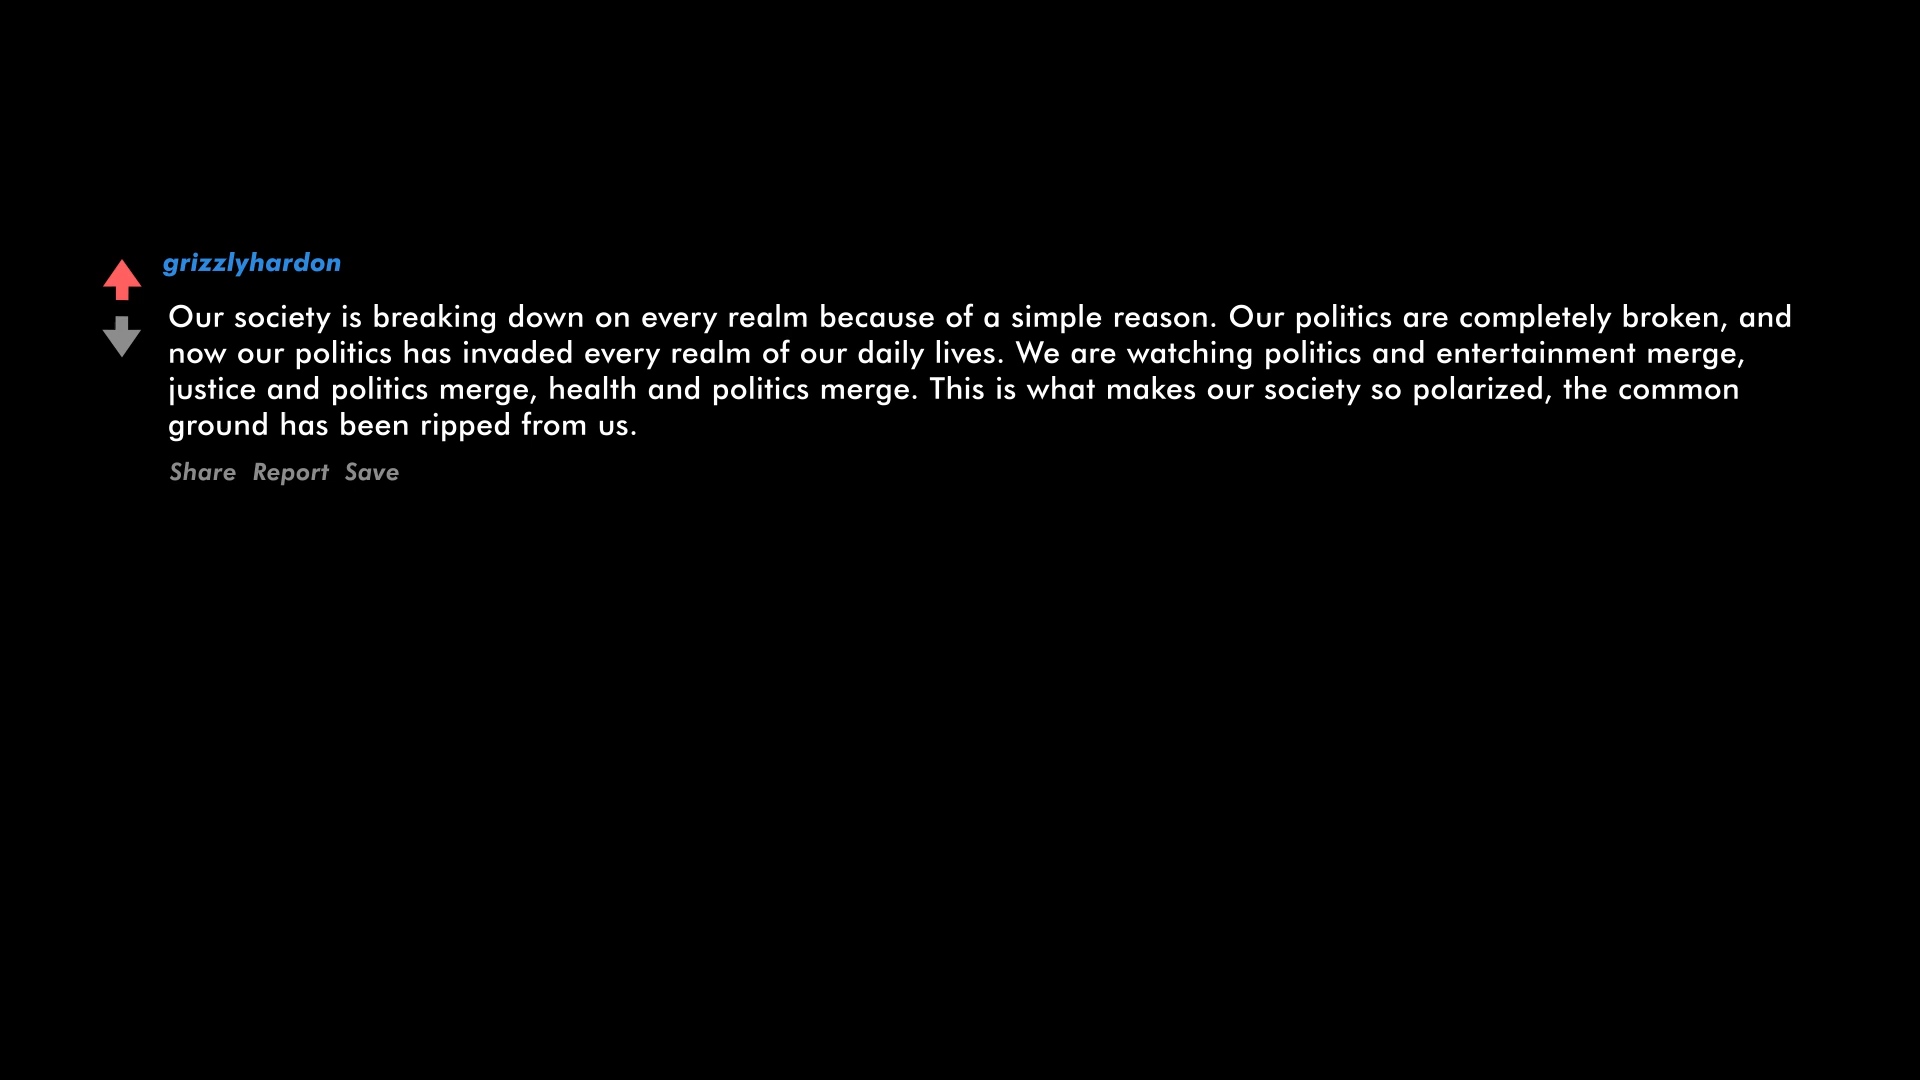 grizzlyhardon
Our society is breaking down on every realm because of a simple reason. Our politics are completely broken, and
now our politics has invaded every realm of our daily lives. We are watching politics and entertainment merge,
justice and politics merge, health and politics merge. This is what makes our society so polarized, the common
ground has been ripped from us.
Share Report Save